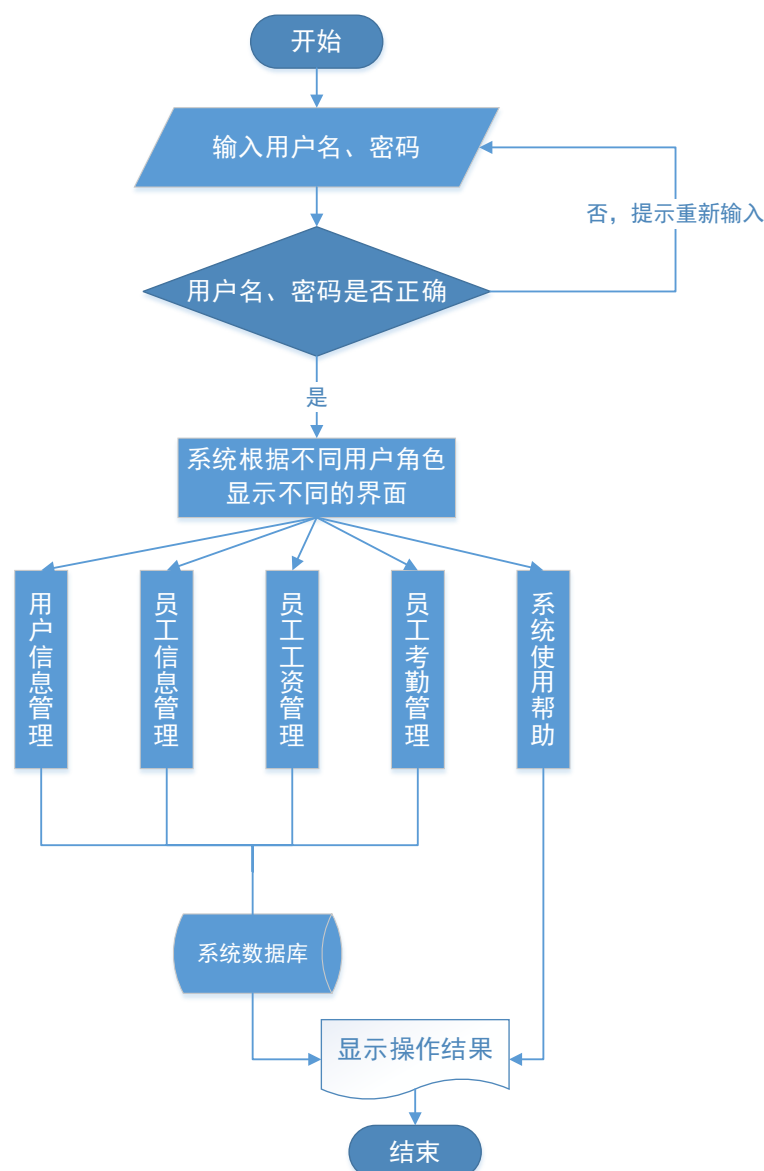 开始
输入用户名、密码
否，提示重新输入
用户名、密码是否正确
是
系统根据不同用户角色
显示不同的界面
用户信息管理
员工信息管理
员工工资管理
员工考勤管理
系统使用帮助
系统数据库
显示操作结果
结束